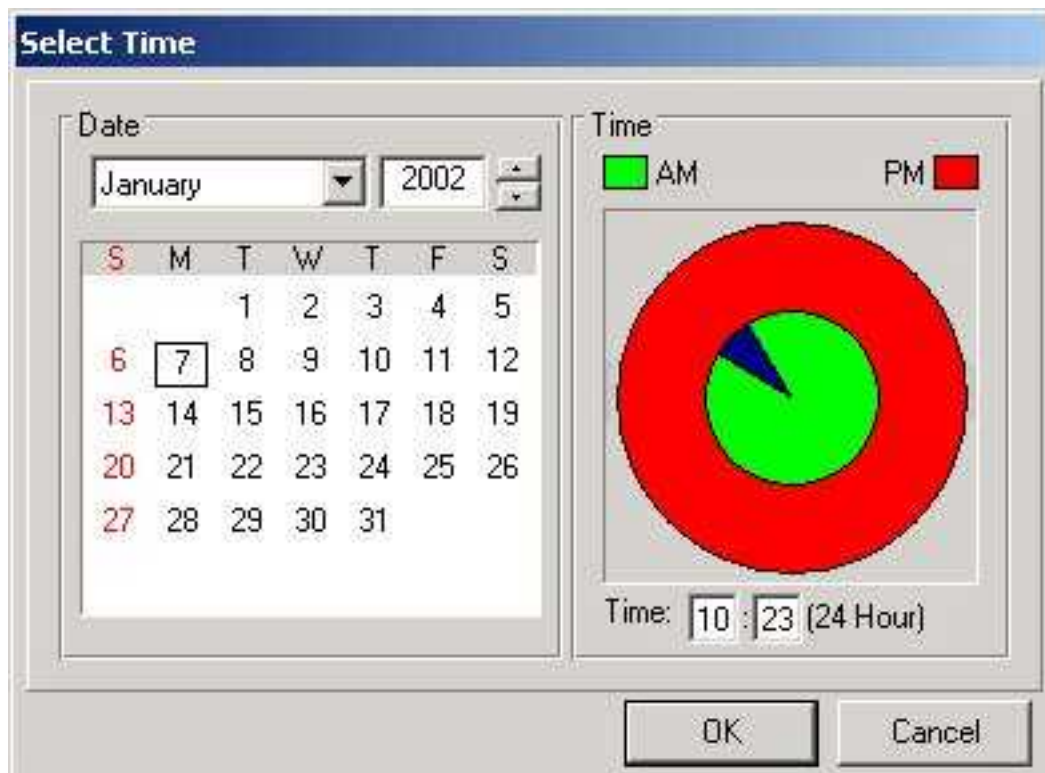 Select Time
Date
January 2002
S M T W T F S
1 2 3 4 5
6 7 8 9 10 11 12
13 14 15 16 17 18 19
20 21 22 23 24 25 26
27 28 29 30 31
Time
AM PM
Time: 10 : 23 (24 Hour)
OK Cancel